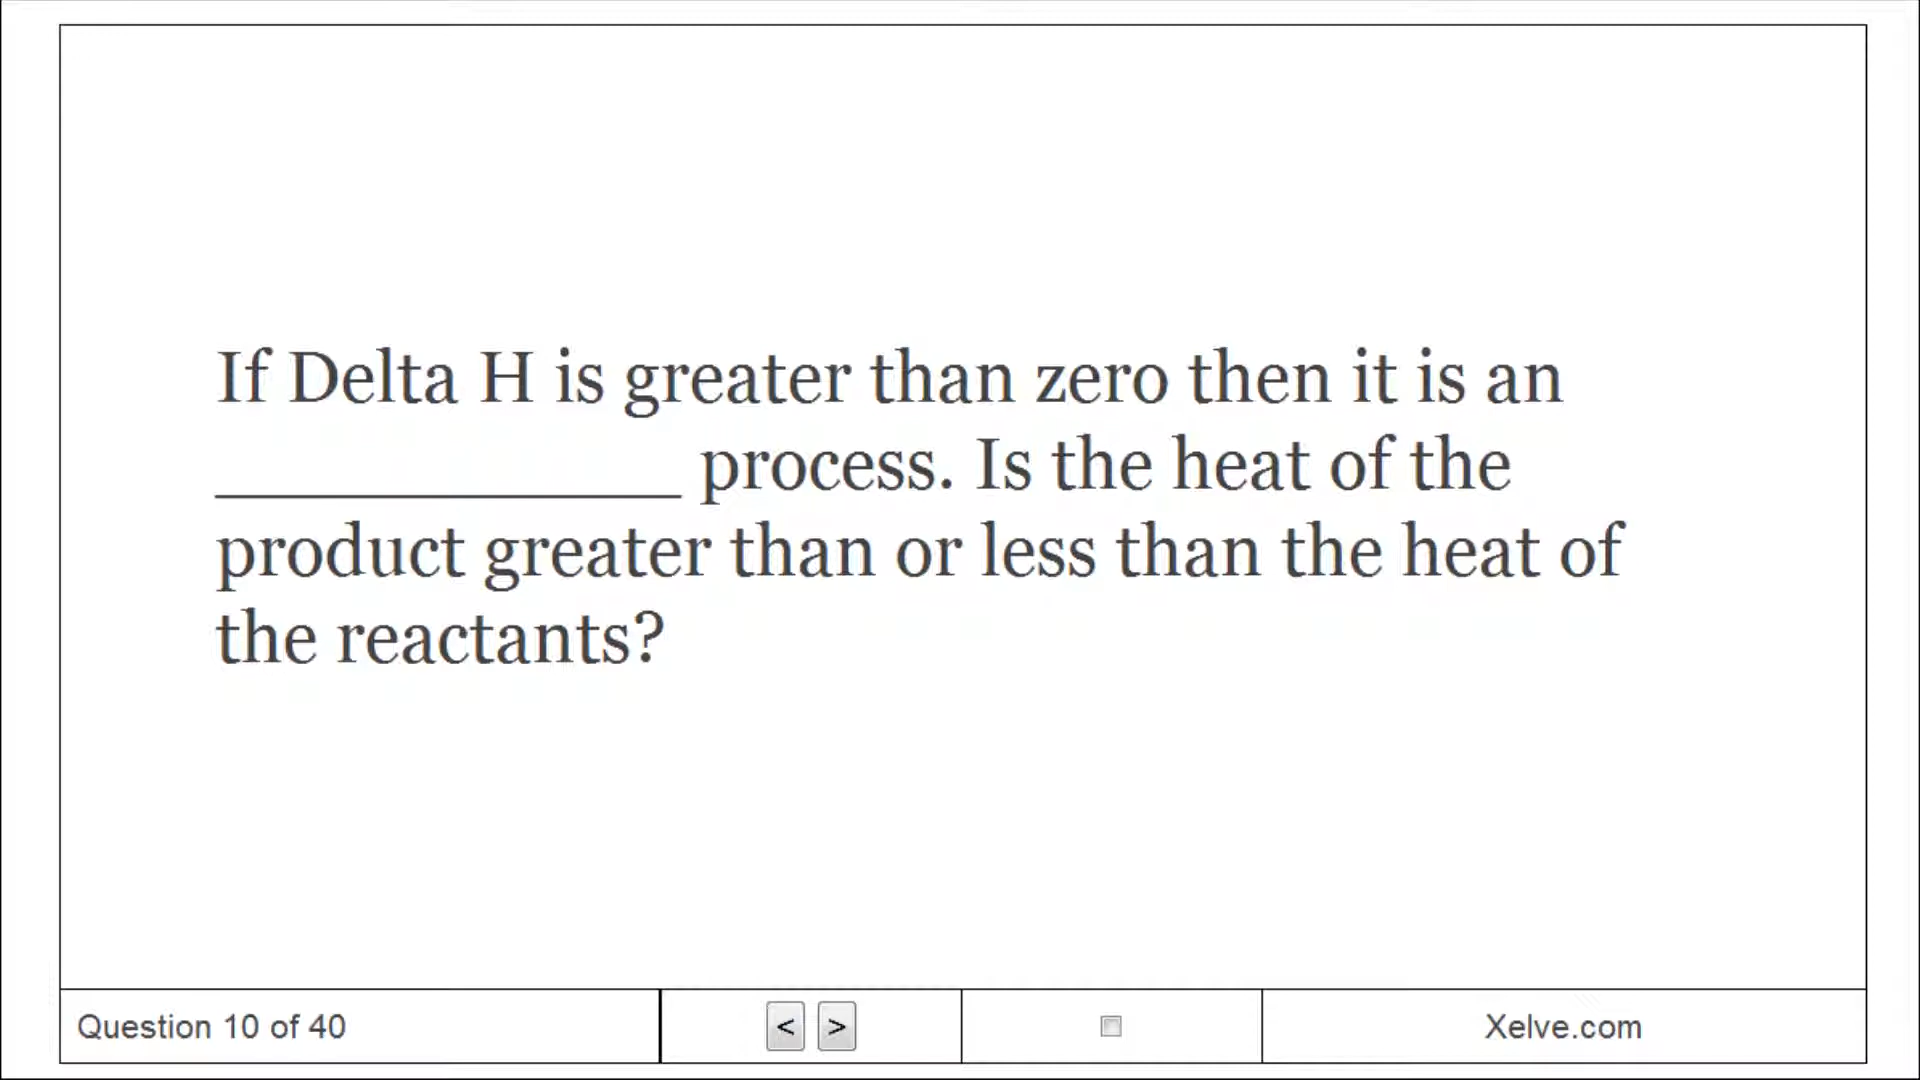 If Delta H is greater than zero then it is an
_____________ process. Is the heat of the
product greater than or less than the heat of
the reactants?
Question 10 of 40
< >
Xelve.com